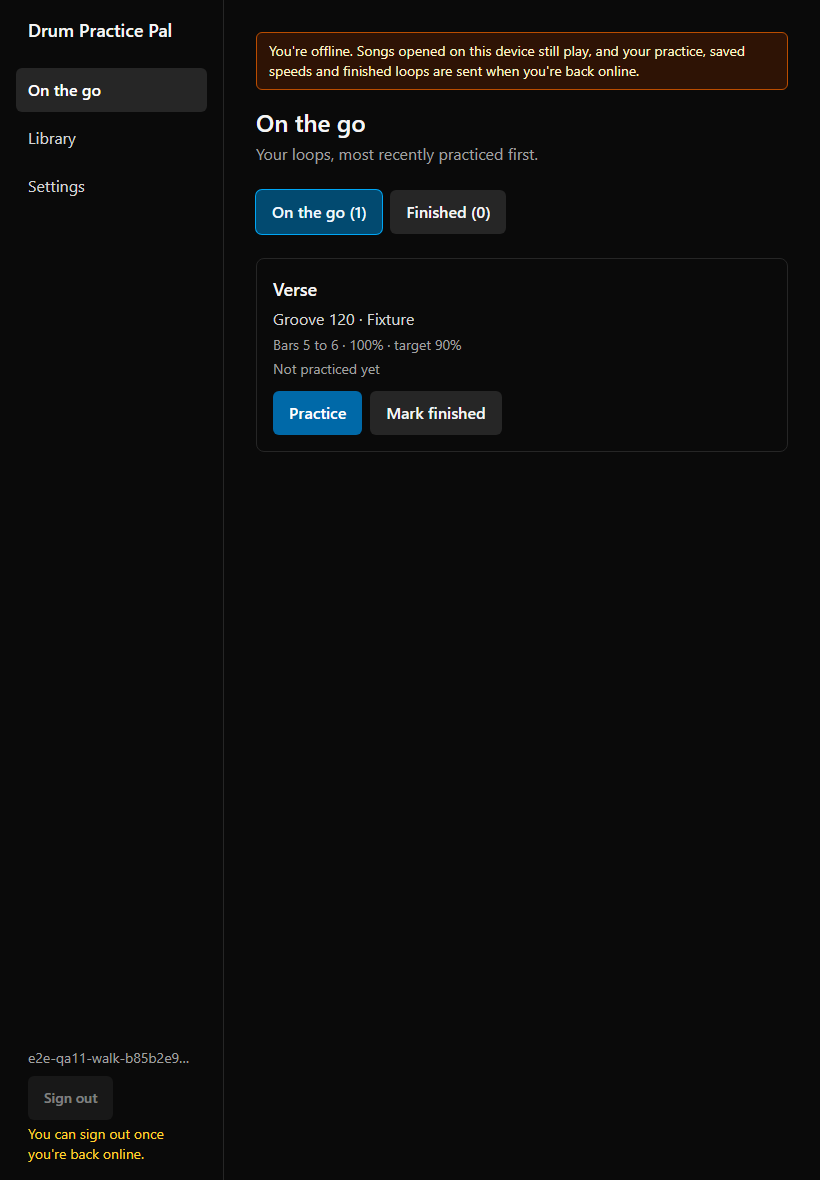 Drum Practice Pal
On the go
Library
Settings
e2e-qa11-walk-b85b2e9...
Sign out
You can sign out once
you're back online.
You're offline. Songs opened on this device still play, and your practice, saved
speeds and finished loops are sent when you're back online.
On the go
Your loops, most recently practiced first.
On the go (1)
Finished (0)
Verse
Groove 120 · Fixture
Bars 5 to 6 · 100% · target 90%
Not practiced yet
Practice
Mark finished